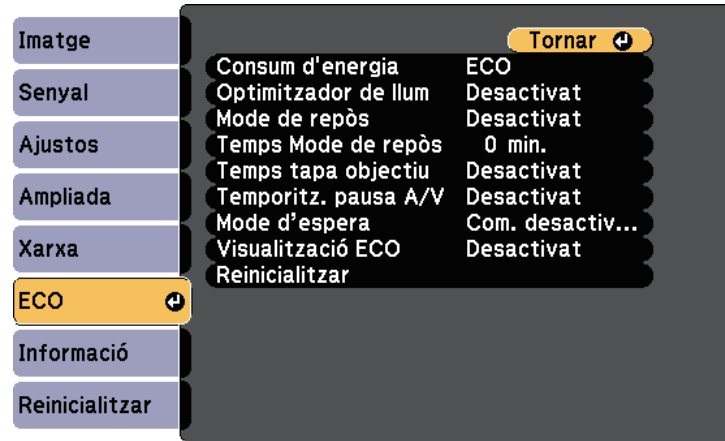 Imatge
Senyal
Ajustos
Ampliada
Xarxa
ECO
Informació
Reinicialitzar
Tornar
Consum d'energia ECO
Optimitzador de llum Desactivat
Mode de repòs Desactivat
Temps Mode de repòs 0 min.
Temps tapa objectiu Desactivat
Temporitz. pausa A/V Desactivat
Mode d’espera Com. desactiv...
Visualització ECO Desactivat
Reinicialitzar